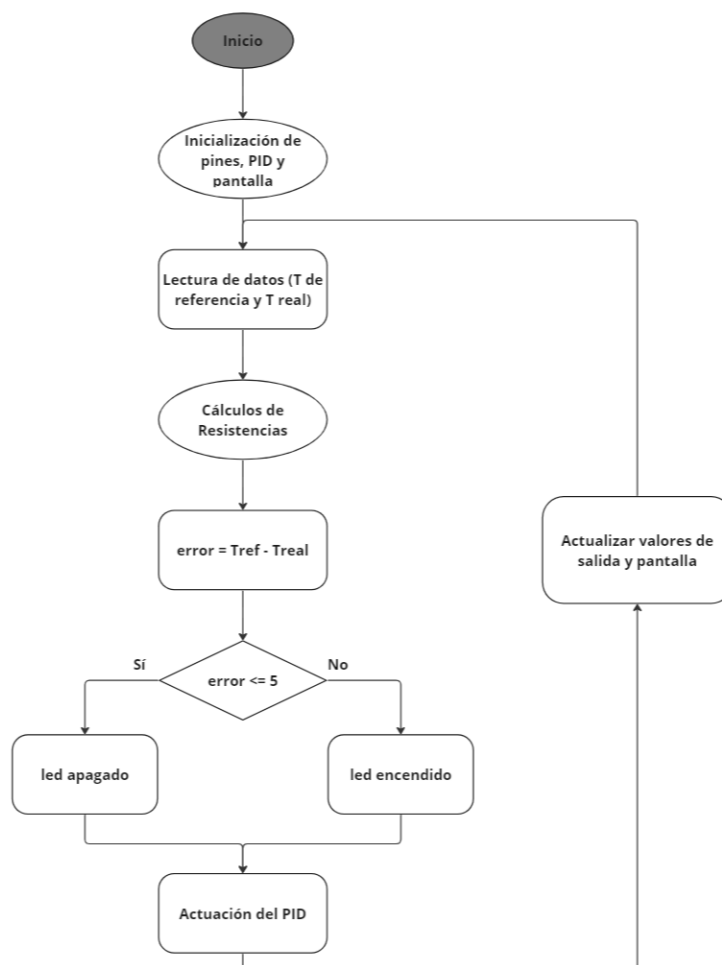 Inicio
Inicialización de
pines, PID y
pantalla
Lectura de datos (T de
referencia y T real)
Cálculos de
Resistencias
error = Tref - Treal
Actualizar valores de
salida y pantalla
Sí
No
error <= 5
led apagado
led encendido
Actuación del PID